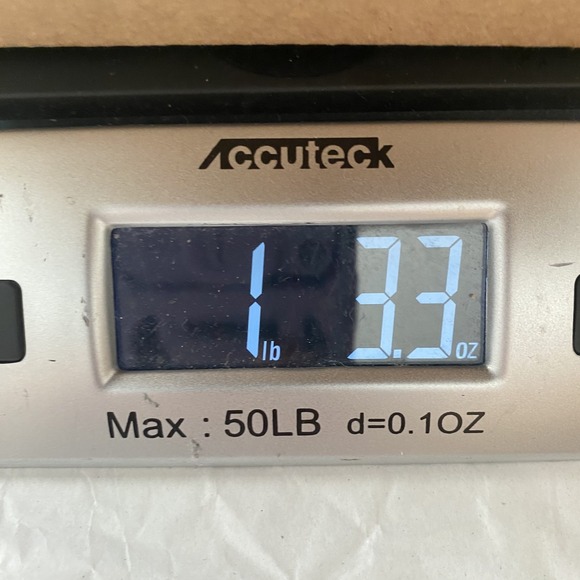 Accuteck
1 lb 3.3 oz
Max : 50LB d=0.1OZ